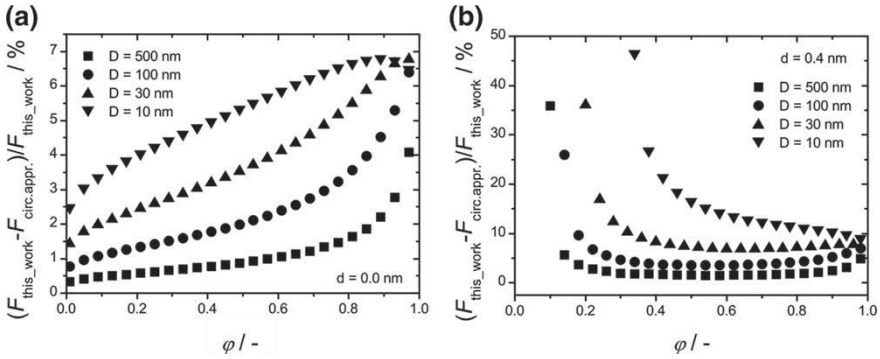 (a)
(F_this_work-F_circ.appr.)/F_this_work / %
7
6
5
4
3
2
1
0
D = 500 nm
D = 100 nm
D = 30 nm
D = 10 nm
d = 0.0 nm
0.0 0.2 0.4 0.6 0.8 1.0
φ / -
(b)
(F_this_work-F_circ.appr.)/F_this_work / %
50
40
30
20
10
0
d = 0.4 nm
D = 500 nm
D = 100 nm
D = 30 nm
D = 10 nm
0.0 0.2 0.4 0.6 0.8 1.0
φ / -